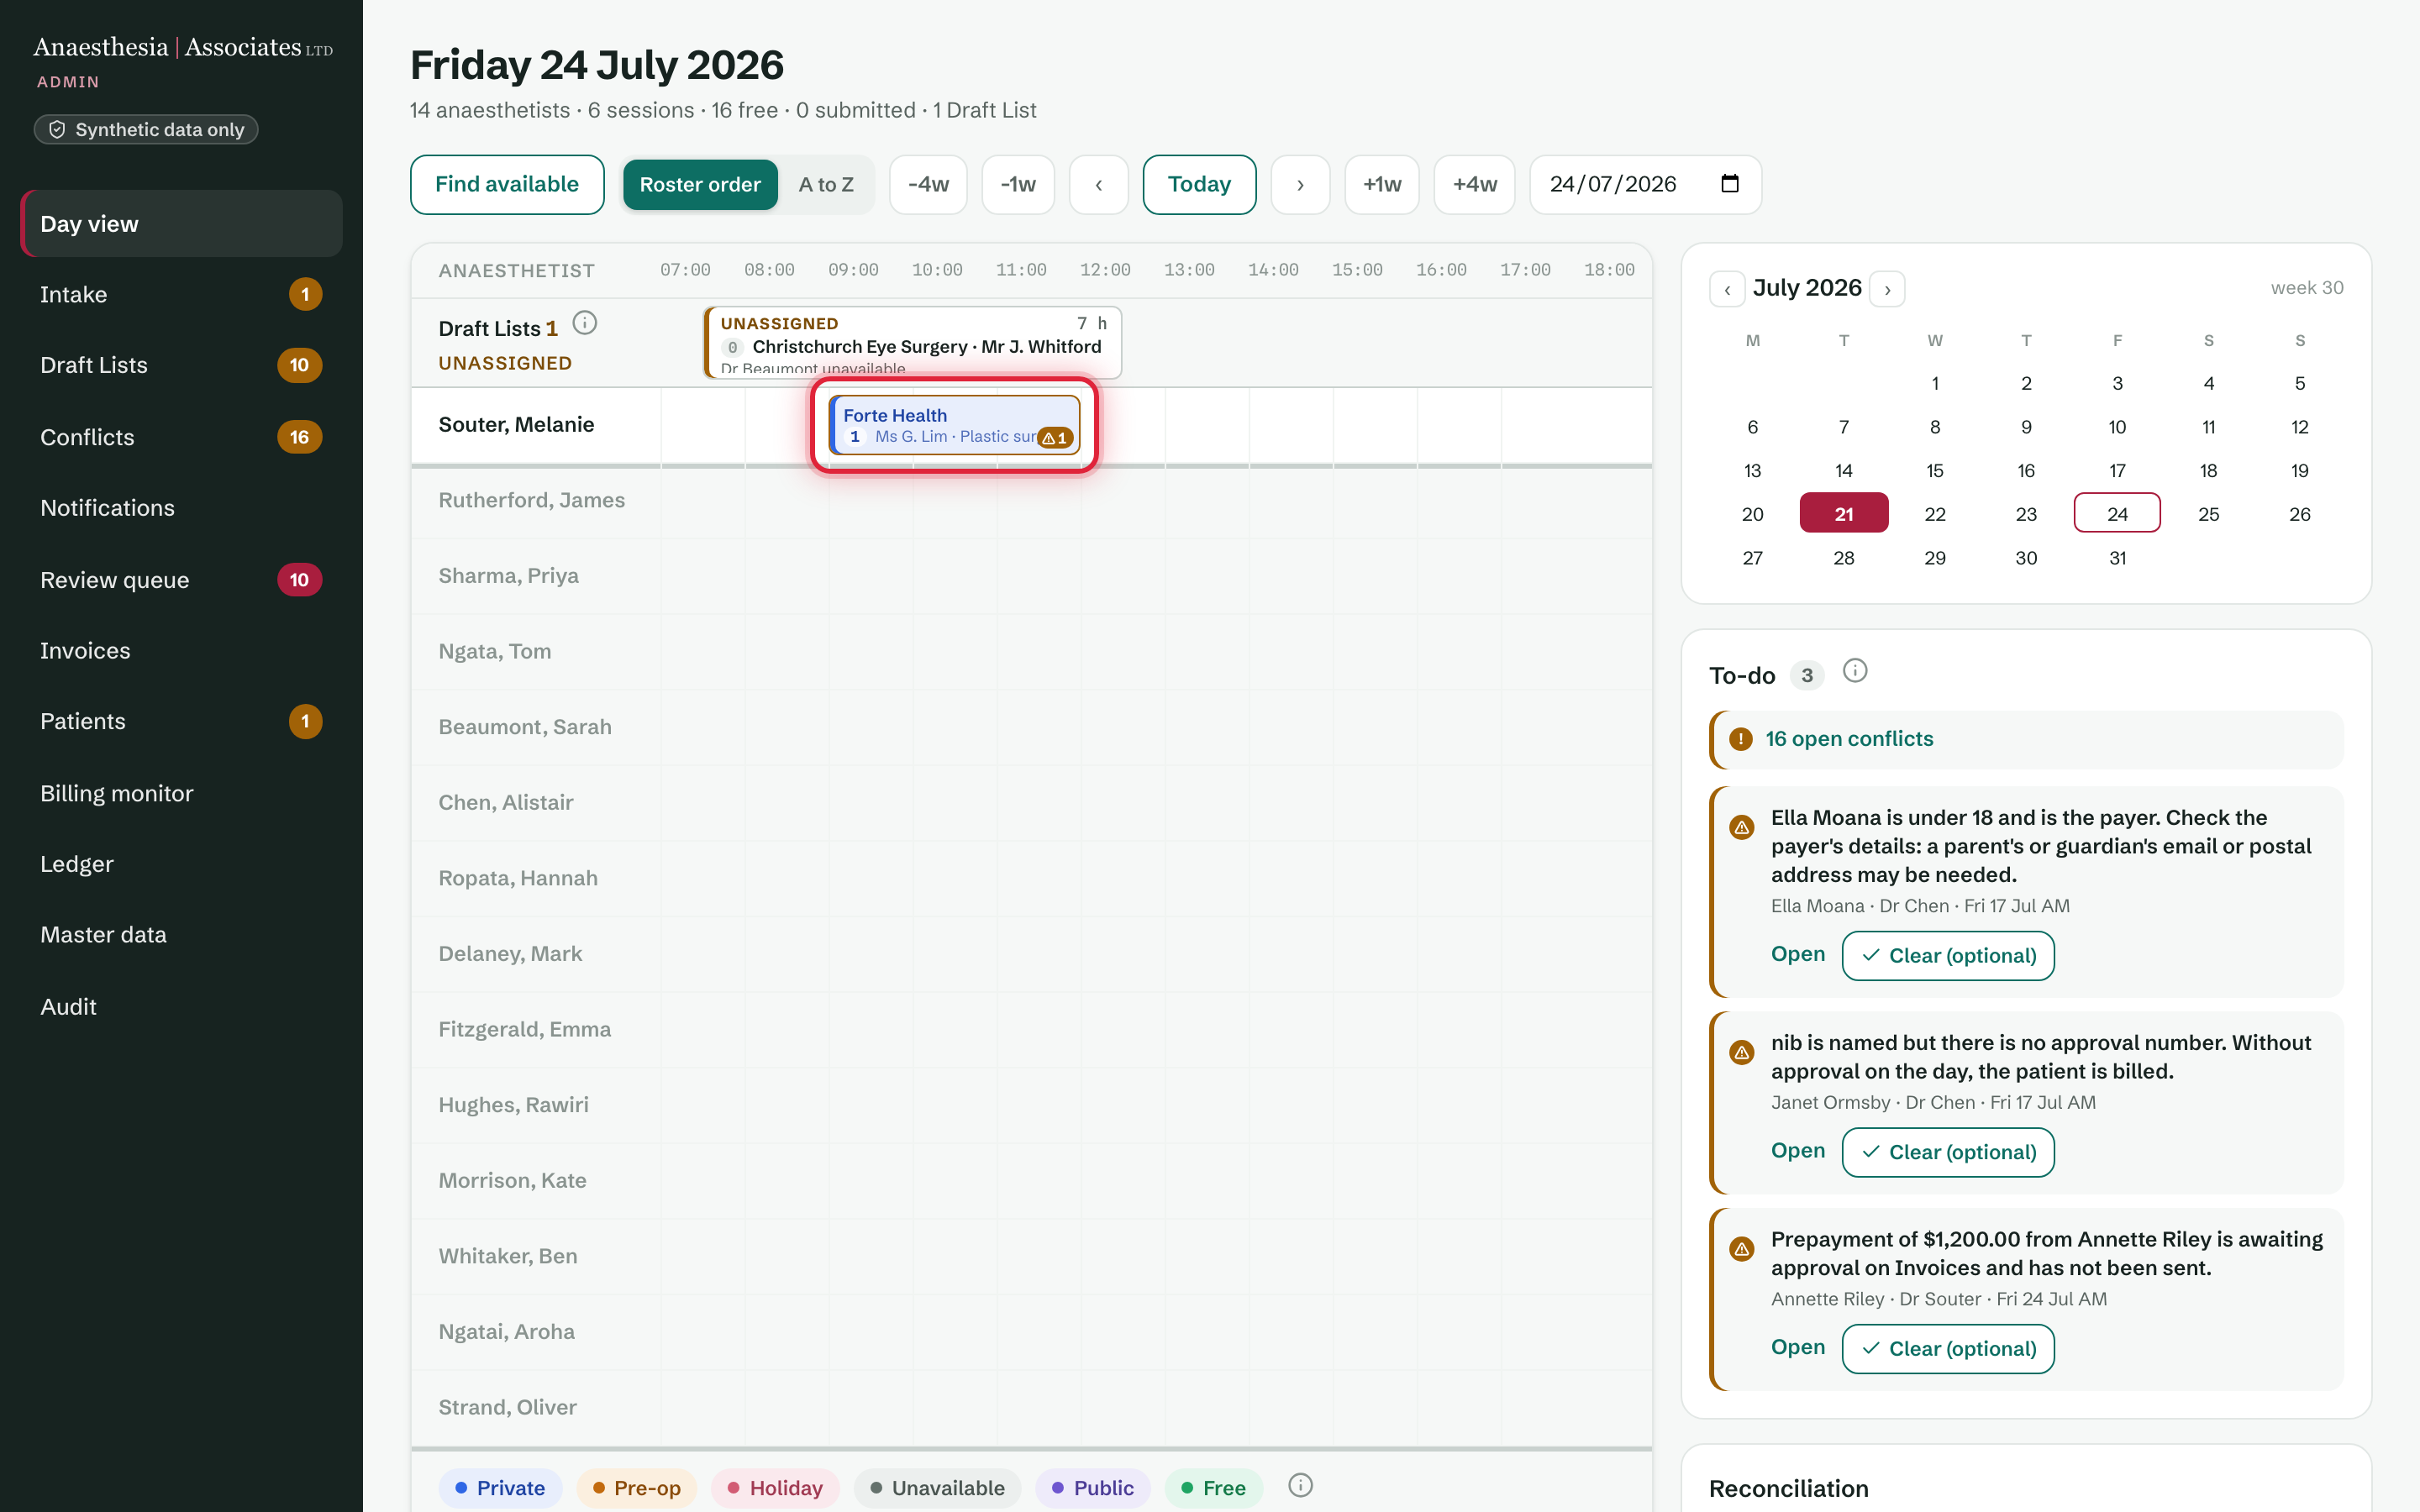 Anaesthesia | Associates LTD
ADMIN
Synthetic data only
Day view
Intake 1
Draft Lists 10
Conflicts 16
Notifications
Review queue 10
Invoices
Patients 1
Billing monitor
Ledger
Master data
Audit
Friday 24 July 2026
14 anaesthetists · 6 sessions · 16 free · 0 submitted · 1 Draft List
Find available Roster order A to Z -4w -1w ‹ Today › +1w +4w 24/07/2026
ANAESTHETIST 07:00 08:00 09:00 10:00 11:00 12:00 13:00 14:00 15:00 16:00 17:00 18:00
Draft Lists 1
UNASSIGNED
UNASSIGNED 7 h
0 Christchurch Eye Surgery · Mr J. Whitford
Dr Beaumont unavailable
Souter, Melanie
Forte Health
1 Ms G. Lim · Plastic sur 1
Rutherford, James
Sharma, Priya
Ngata, Tom
Beaumont, Sarah
Chen, Alistair
Ropata, Hannah
Delaney, Mark
Fitzgerald, Emma
Hughes, Rawiri
Morrison, Kate
Whitaker, Ben
Ngatai, Aroha
Strand, Oliver
Private Pre-op Holiday Unavailable Public Free
‹ July 2026 › week 30
M T W T F S S
1 2 3 4 5
6 7 8 9 10 11 12
13 14 15 16 17 18 19
20 21 22 23 24 25 26
27 28 29 30 31
To-do 3
16 open conflicts
Ella Moana is under 18 and is the payer. Check the
payer's details: a parent's or guardian's email or postal
address may be needed.
Ella Moana · Dr Chen · Fri 17 Jul AM
Open Clear (optional)
nib is named but there is no approval number. Without
approval on the day, the patient is billed.
Janet Ormsby · Dr Chen · Fri 17 Jul AM
Open Clear (optional)
Prepayment of $1,200.00 from Annette Riley is awaiting
approval on Invoices and has not been sent.
Annette Riley · Dr Souter · Fri 24 Jul AM
Open Clear (optional)
Reconciliation